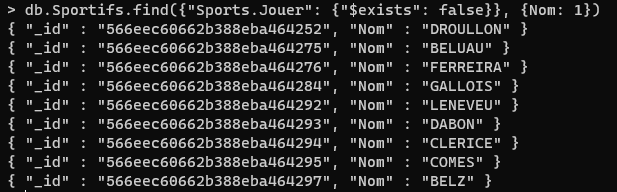 > db.Sportifs.find({"Sports.Jouer": {"$exists": false}}, {Nom: 1})
{ "_id" : "566eec60662b388eba464252", "Nom" : "DROULLON" }
{ "_id" : "566eec60662b388eba464275", "Nom" : "BELUAU" }
{ "_id" : "566eec60662b388eba464276", "Nom" : "FERREIRA" }
{ "_id" : "566eec60662b388eba464284", "Nom" : "GALLOIS" }
{ "_id" : "566eec60662b388eba464292", "Nom" : "LENEVEU" }
{ "_id" : "566eec60662b388eba464293", "Nom" : "DABON" }
{ "_id" : "566eec60662b388eba464294", "Nom" : "CLERICE" }
{ "_id" : "566eec60662b388eba464295", "Nom" : "COMES" }
{ "_id" : "566eec60662b388eba464297", "Nom" : "BELZ" }